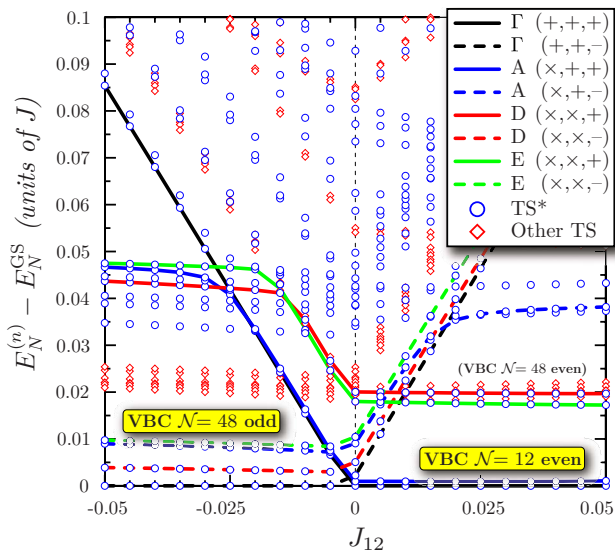 0.1
0.09
0.08
0.07
0.06
0.05
0.04
0.03
0.02
0.01
0
E_N^(n) − E_N^GS (units of J)
Γ (+,+,+)
Γ (+,+,–)
A (×,+,+)
A (×,+,–)
D (×,×,+)
D (×,×,–)
E (×,×,+)
E (×,×,–)
TS*
Other TS
(VBC 𝒩= 48 even)
VBC 𝒩= 48 odd
VBC 𝒩= 12 even
-0.05 -0.025 0 0.025 0.05
J₁₂